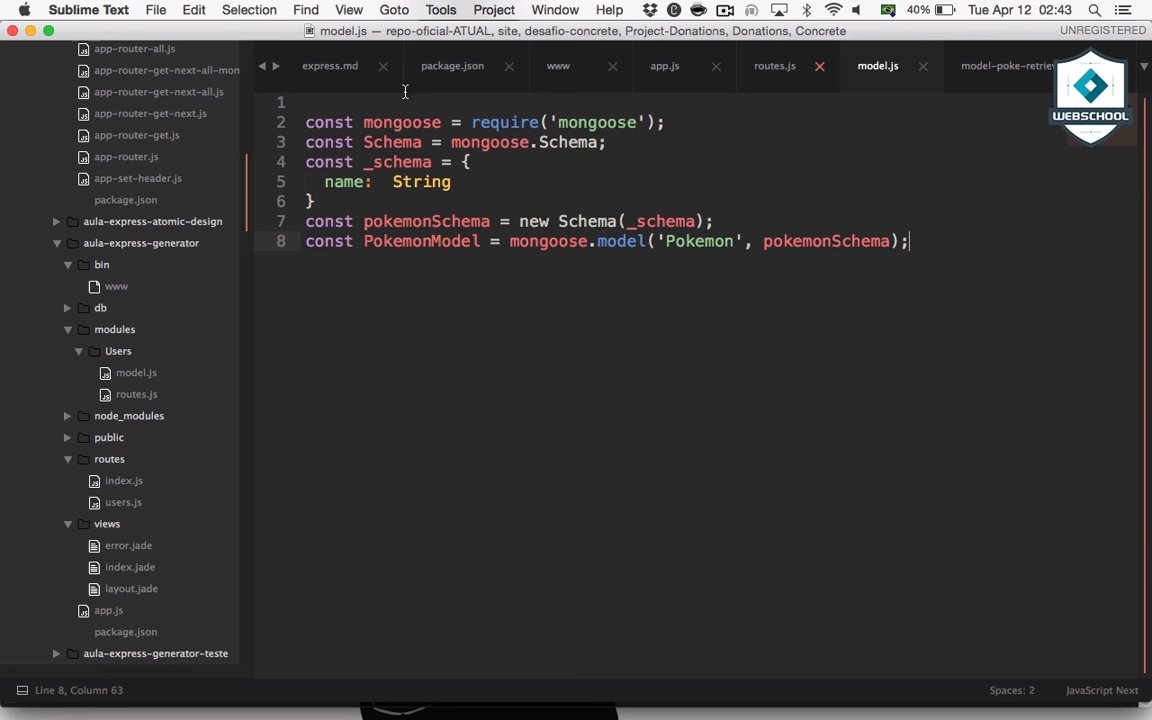 Sublime Text File Edit Selection Find View Goto Tools Project Window Help 40% Tue Apr 12 02:43
model.js — repo-oficial-ATUAL, site, desafio-concrete, Project-Donations, Donations, Concrete UNREGISTERED
express.md package.json www app.js routes.js model.js model-poke-retrie
WEBSCHOOL
app-router-all.js
app-router-get-next-all-mon
app-router-get-next-all.js
app-router-get-next.js
app-router-get.js
app-router.js
app-set-header.js
package.json
aula-express-atomic-design
aula-express-generator
bin
www
db
modules
Users
model.js
routes.js
node_modules
public
routes
index.js
users.js
views
error.jade
index.jade
layout.jade
app.js
package.json
aula-express-generator-teste
1
2 const mongoose = require('mongoose');
3 const Schema = mongoose.Schema;
4 const _schema = {
5 name: String
6 }
7 const pokemonSchema = new Schema(_schema);
8 const PokemonModel = mongoose.model('Pokemon', pokemonSchema);
Line 8, Column 63 Spaces: 2 JavaScript Next